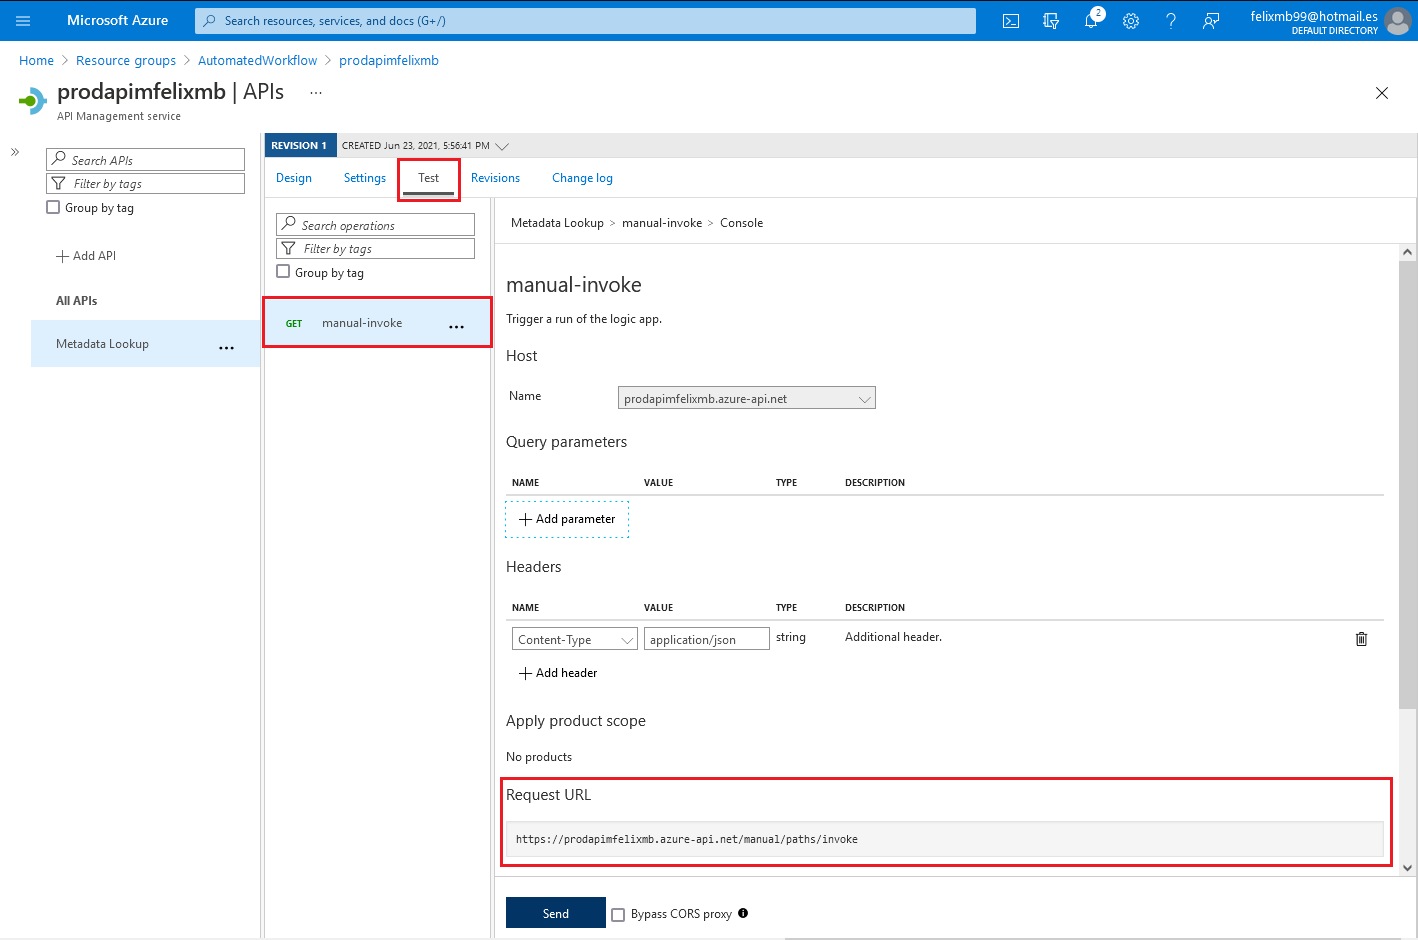 Microsoft Azure
Search resources, services, and docs (G+/)
2
felixmb99@hotmail.es
DEFAULT DIRECTORY
Home > Resource groups > AutomatedWorkflow > prodapimfelixmb
prodapimfelixmb | APIs ...
API Management service
»
Search APIs
Filter by tags
Group by tag
+ Add API
All APIs
Metadata Lookup ...
REVISION 1 CREATED Jun 23, 2021, 5:56:41 PM
Design Settings Test Revisions Change log
Search operations
Filter by tags
Group by tag
GET manual-invoke ...
Metadata Lookup > manual-invoke > Console
manual-invoke
Trigger a run of the logic app.
Host
Name prodapimfelixmb.azure-api.net
Query parameters
NAME VALUE TYPE DESCRIPTION
+ Add parameter
Headers
NAME VALUE TYPE DESCRIPTION
Content-Type application/json string Additional header.
+ Add header
Apply product scope
No products
Request URL
https://prodapimfelixmb.azure-api.net/manual/paths/invoke
Send Bypass CORS proxy